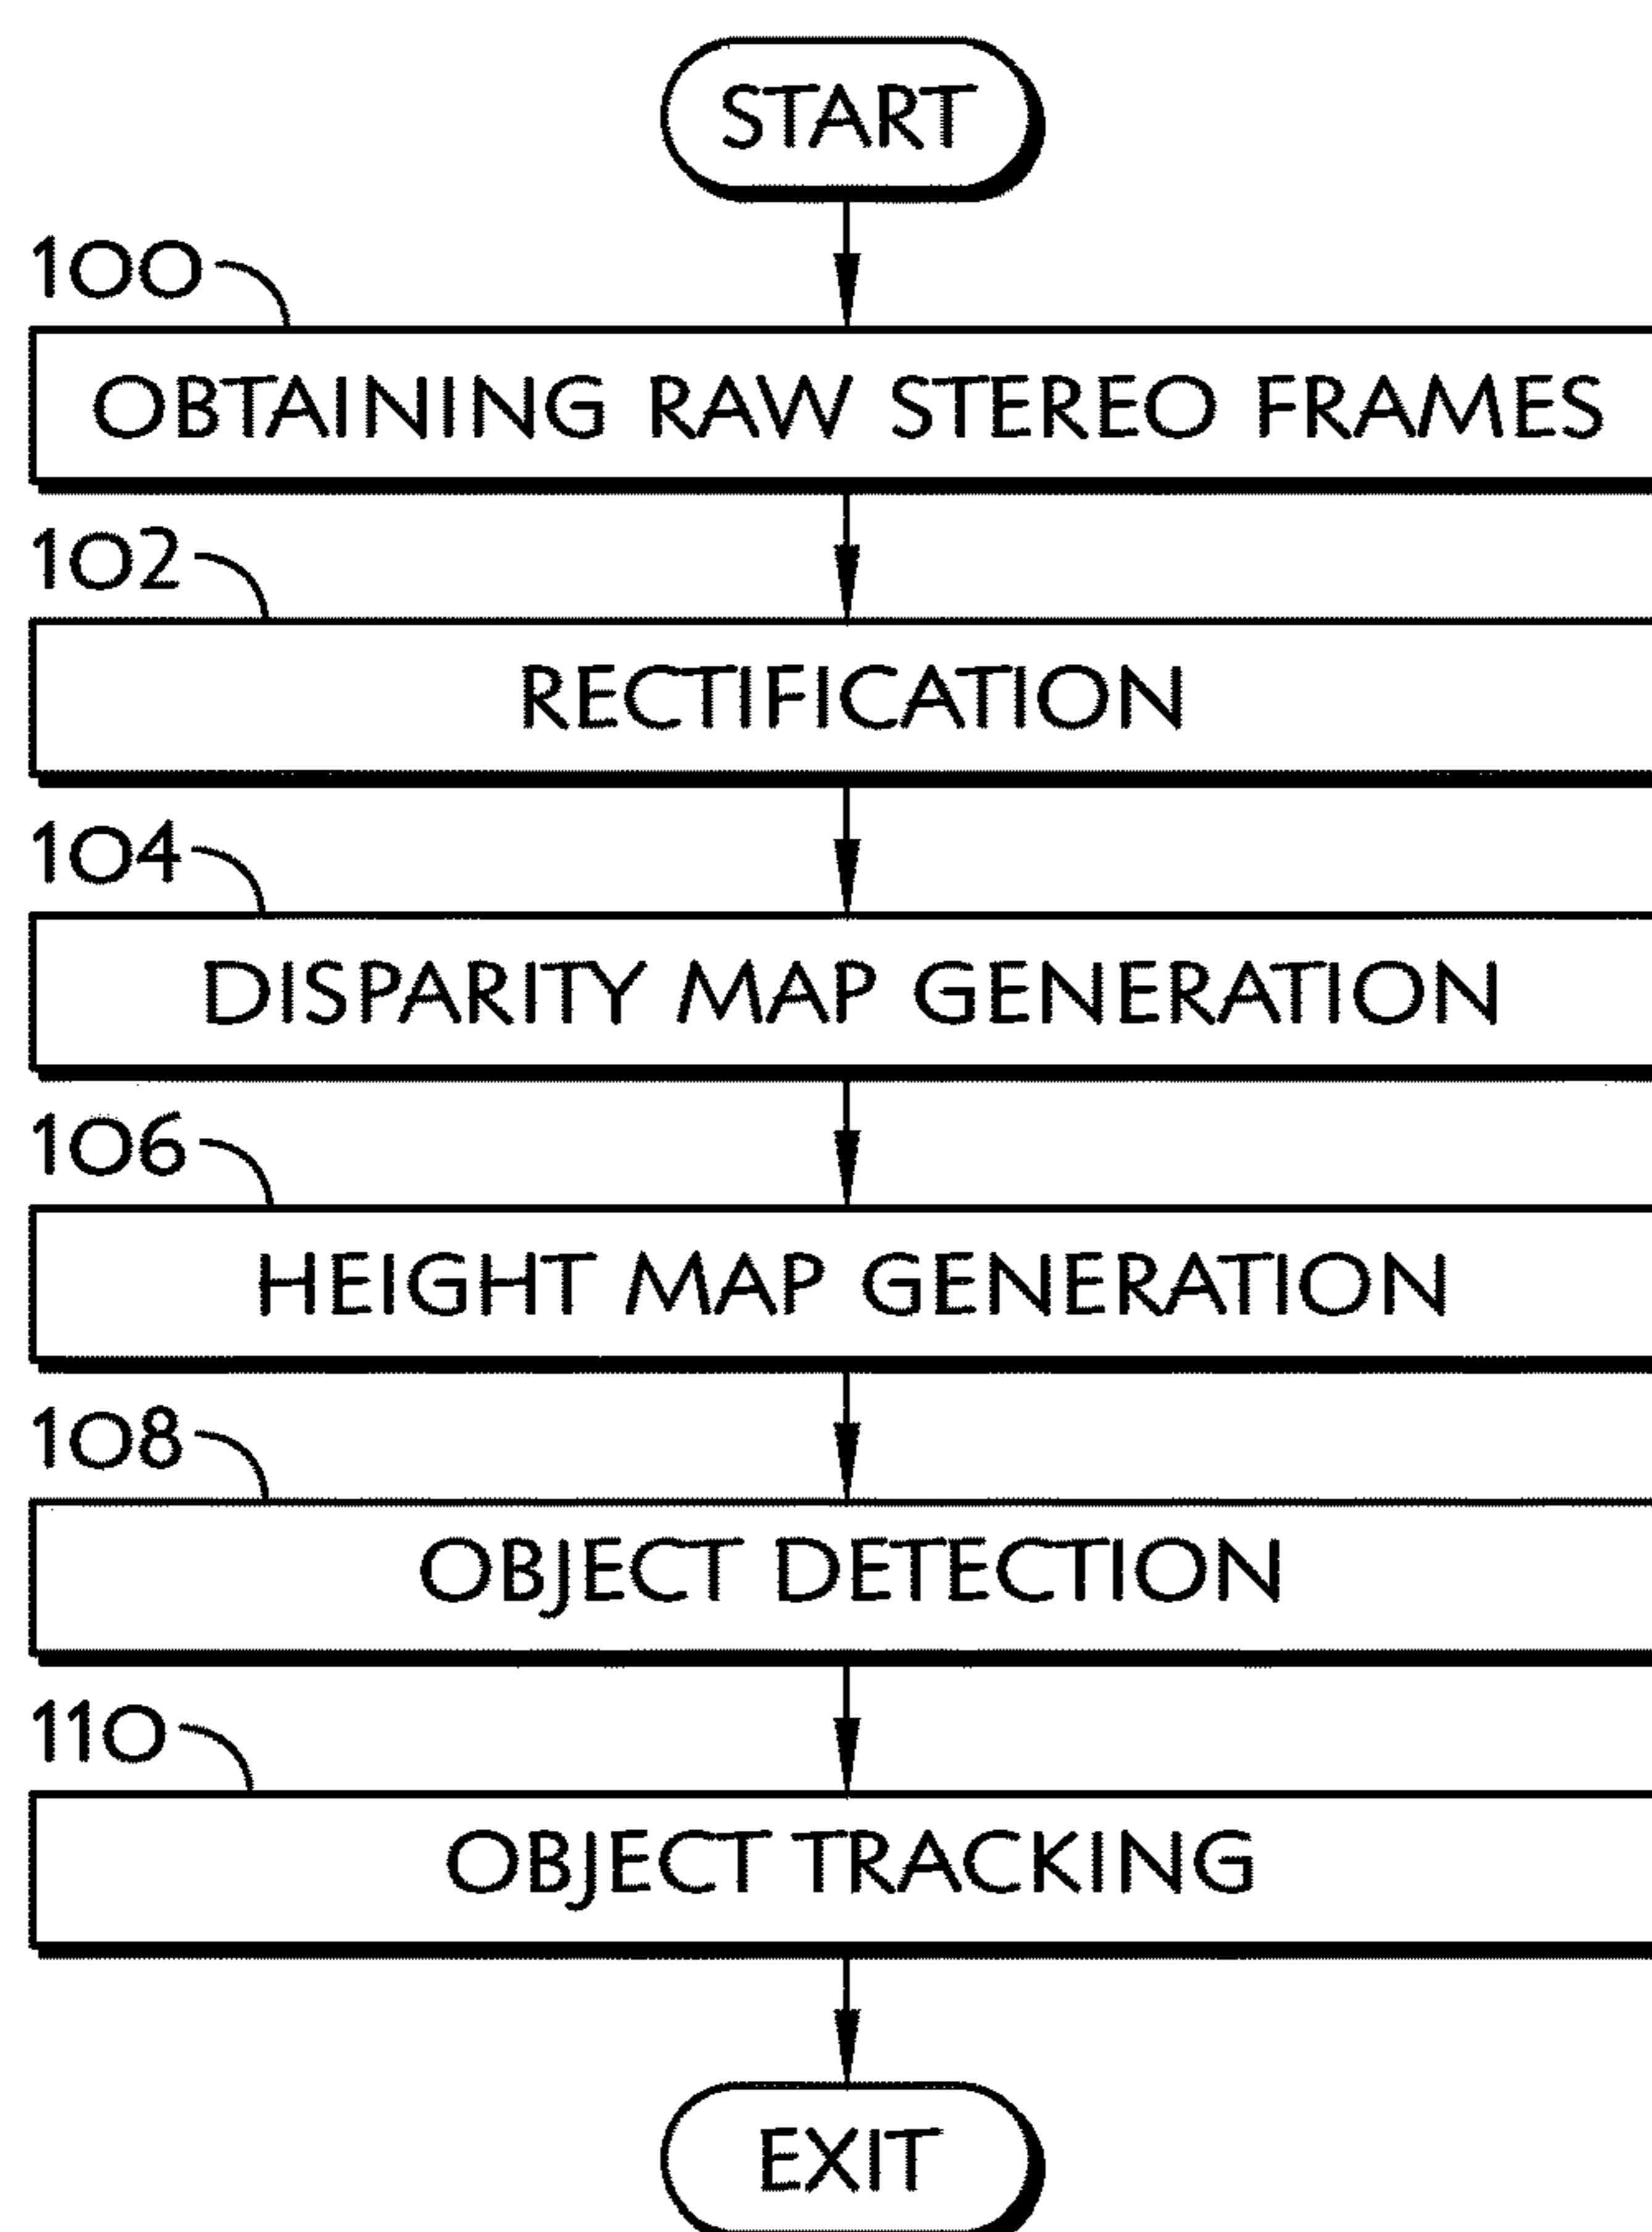 START
100
OBTAINING RAW STEREO FRAMES
102
RECTIFICATION
104
DISPARITY MAP GENERATION
106
HEIGHT MAP GENERATION
108
OBJECT DETECTION
110
OBJECT TRACKING
EXIT